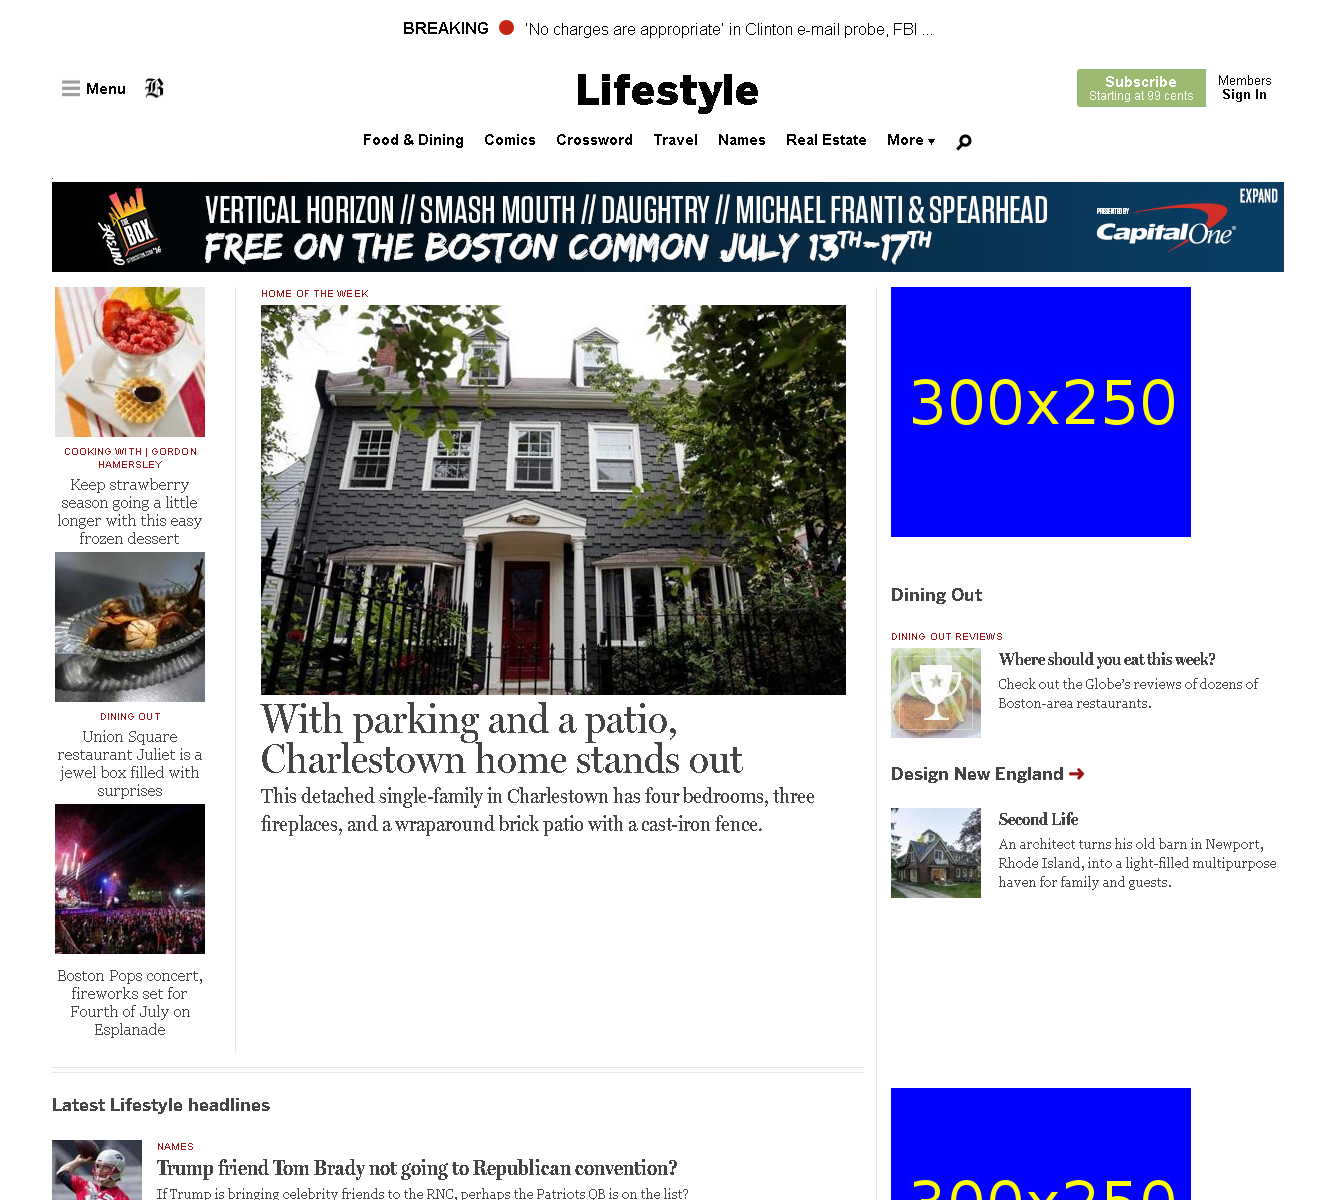 BREAKING 'No charges are appropriate' in Clinton e-mail probe, FBI ...
Menu
B
Lifestyle
Subscribe
Starting at 99 cents
Members
Sign In
Food & Dining Comics Crossword Travel Names Real Estate More
OUTSIDE
THE
BOX
VERTICAL HORIZON // SMASH MOUTH // DAUGHTRY // MICHAEL FRANTI & SPEARHEAD
FREE ON THE BOSTON COMMON JULY 13TH-17TH
PRESENTED BY
CapitalOne®
EXPAND
COOKING WITH | GORDON
HAMERSLEY
Keep strawberry
season going a little
longer with this easy
frozen dessert
DINING OUT
Union Square
restaurant Juliet is a
jewel box filled with
surprises
Boston Pops concert,
fireworks set for
Fourth of July on
Esplanade
HOME OF THE WEEK
With parking and a patio,
Charlestown home stands out
This detached single-family in Charlestown has four bedrooms, three
fireplaces, and a wraparound brick patio with a cast-iron fence.
300x250
Dining Out
DINING OUT REVIEWS
Where should you eat this week?
Check out the Globe's reviews of dozens of
Boston-area restaurants.
Design New England
Second Life
An architect turns his old barn in Newport,
Rhode Island, into a light-filled multipurpose
haven for family and guests.
Latest Lifestyle headlines
NAMES
Trump friend Tom Brady not going to Republican convention?
If Trump is bringing celebrity friends to the RNC, perhaps the Patriots QB is on the list?
300x250